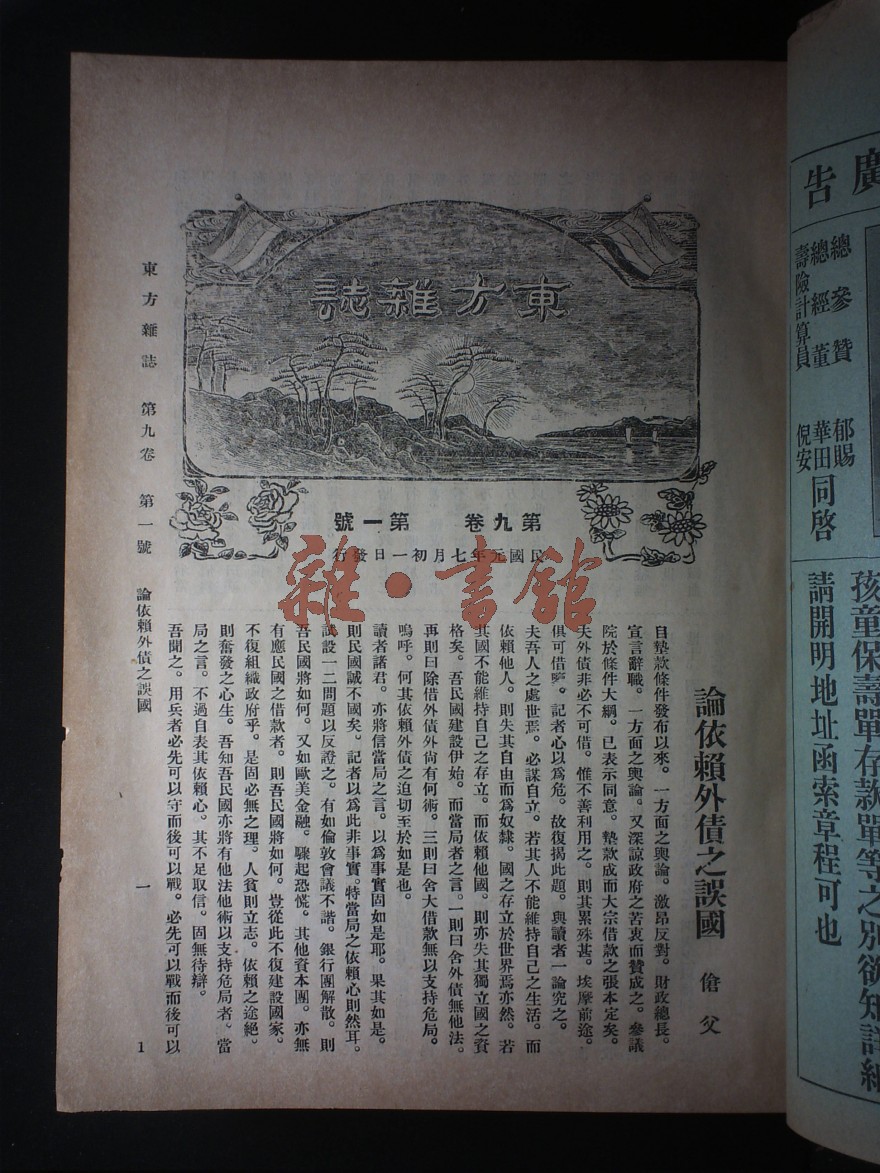 東方雜誌
第九卷 第一號
民國元年七月初一日發行
雜·書館
論依賴外債之誤國
傖父
自墊款條件發布以來。一方面之輿論。激昂反對。財政總長。
宣言辭職。一方面之輿論。又深諒政府之苦衷而贊成之。參議
院於條件大綱。已表示同意。墊款成而大宗借款之張本定矣。
夫外債非必不可借。惟不善利用之。則其累殊甚。埃摩前途。
俱可借鏡。記者心以爲危。故復揭此題。與讀者一論究之。
夫吾人之處世焉。必謀自立。若其人不能維持自己之生活。而
依賴他人。則失其自由而爲奴隸。國之存立於世界焉亦然。若
其國不能維持自己之存立。而依賴他國。則亦失其獨立國之資
格矣。吾民國建設伊始。而當局者之言。一則曰舍外債無他法。
再則曰除借外債外尚有何術。三則曰舍大借款無以支持危局。
嗚呼。何其依賴外債之迫切至於如是也。
讀者諸君。亦將信當局之言。以爲事實固如是耶。果其如是。
則民國誠不國矣。記者以爲此非事實。特當局之依賴心則然耳。
試設一二問題以反證之。有如倫敦會議不諧。銀行團解散。則
吾民國將如何。又如歐美金融。驟起恐慌。其他資本團。亦無
有應民國之借款者。則吾民國將如何。豈從此不復建設國家。
不復組織政府乎。是固必無之理。人貧則立志。依賴之途絕。
則奮發之心生。吾知吾民國亦將有他法他術以支持危局者。當
局之言。不過自表其依賴心。其不足取信。固無待辯。
吾聞之。用兵者必先可以守而後可以戰。必先可以戰而後可以
東方雜誌 第九卷 第一號 論依賴外債之誤國 一
1
廣告
總參贊 郁賜
總經董 華田
壽險計算員 倪安
同啓
孩童保壽單存款單等之別欲知詳細
請開明地址函索章程可也